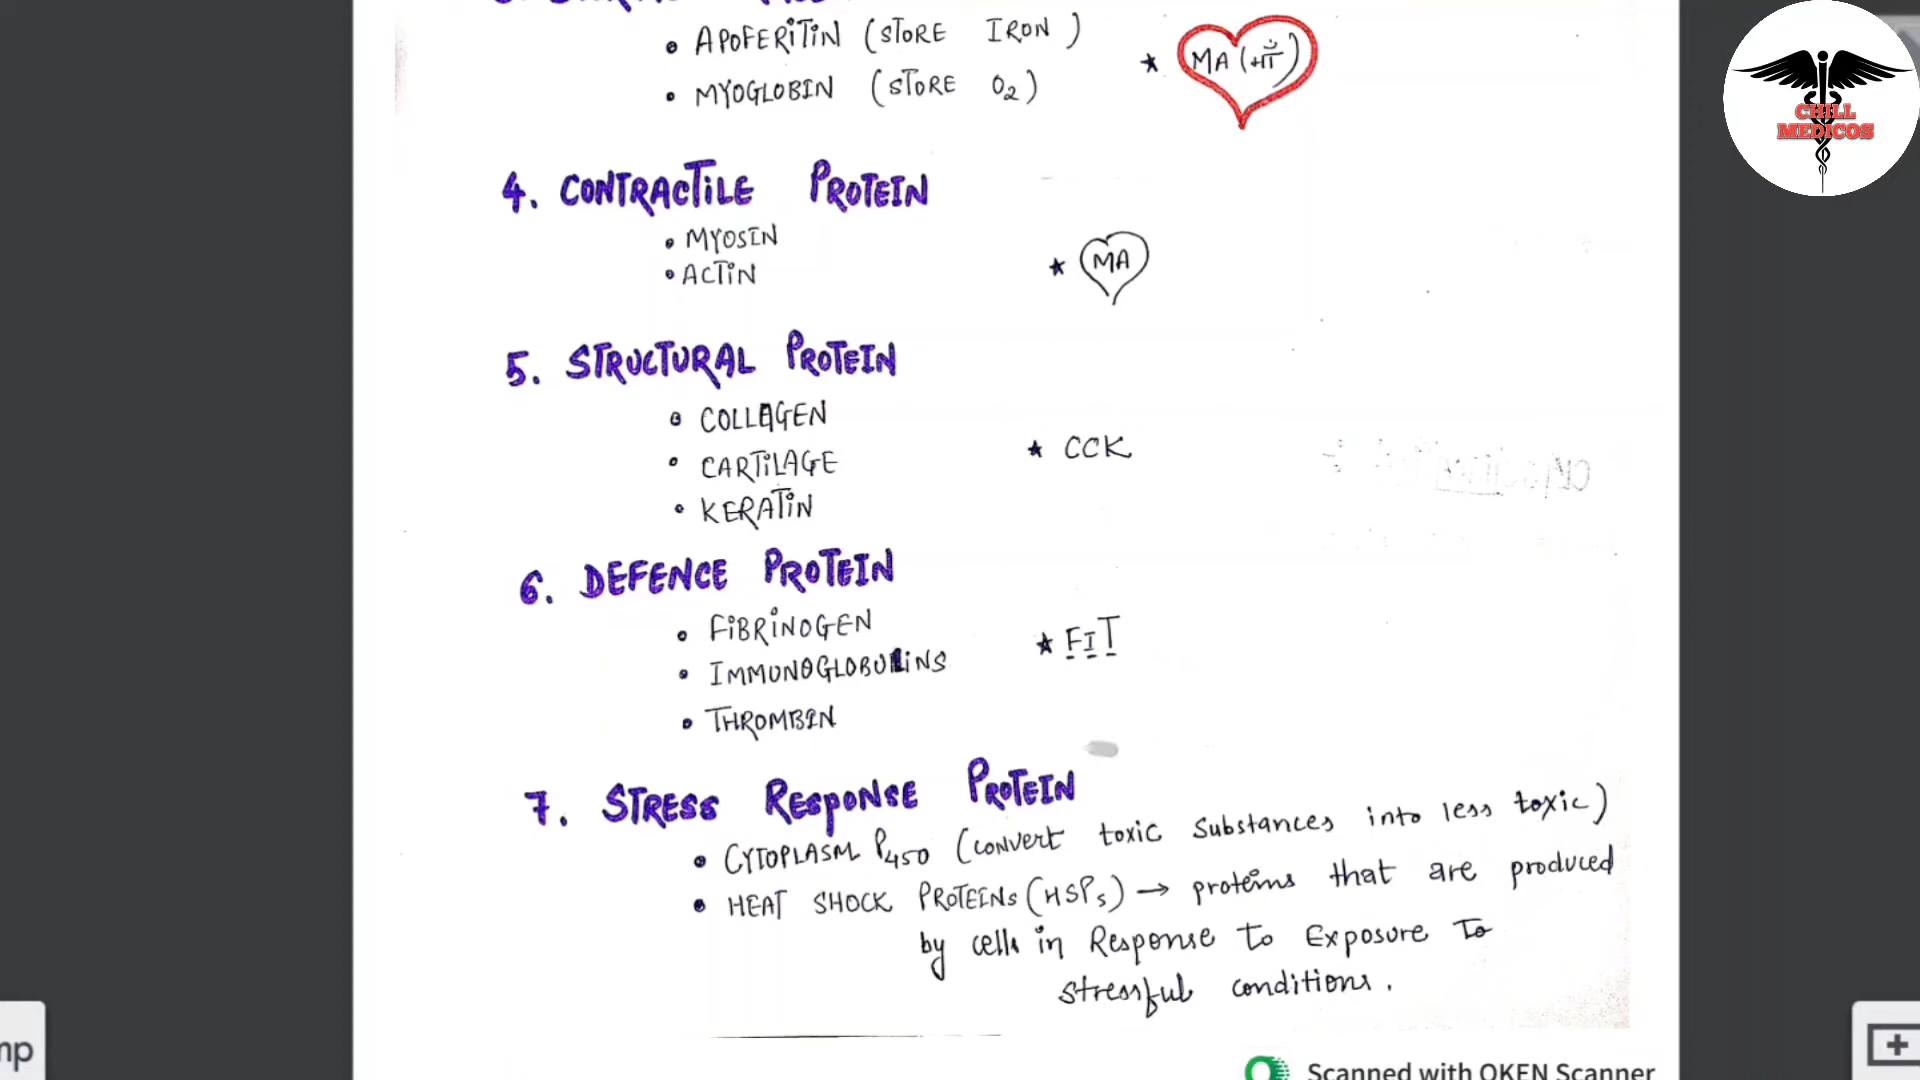 • APOFERITIN (STORE IRON)
• MYOGLOBIN (STORE O2)
★ MA (माँ)
CHILL
MEDICOS
4. CONTRACTILE PROTEIN
• MYOSIN
• ACTIN
★ MA
5. STRUCTURAL PROTEIN
• COLLAGEN
• CARTILAGE
• KERATIN
★ CCK
6. DEFENCE PROTEIN
• FIBRINOGEN
• IMMUNOGLOBULINS
• THROMBIN
★ FIT
7. STRESS RESPONSE PROTEIN
• CYTOPLASM P450 (convert toxic substances into less toxic)
• HEAT SHOCK PROTEINs (HSPs) → proteins that are produced
by cells in Response to Exposure To
stressful conditions.
mp
Scanned with OKEN Scanner